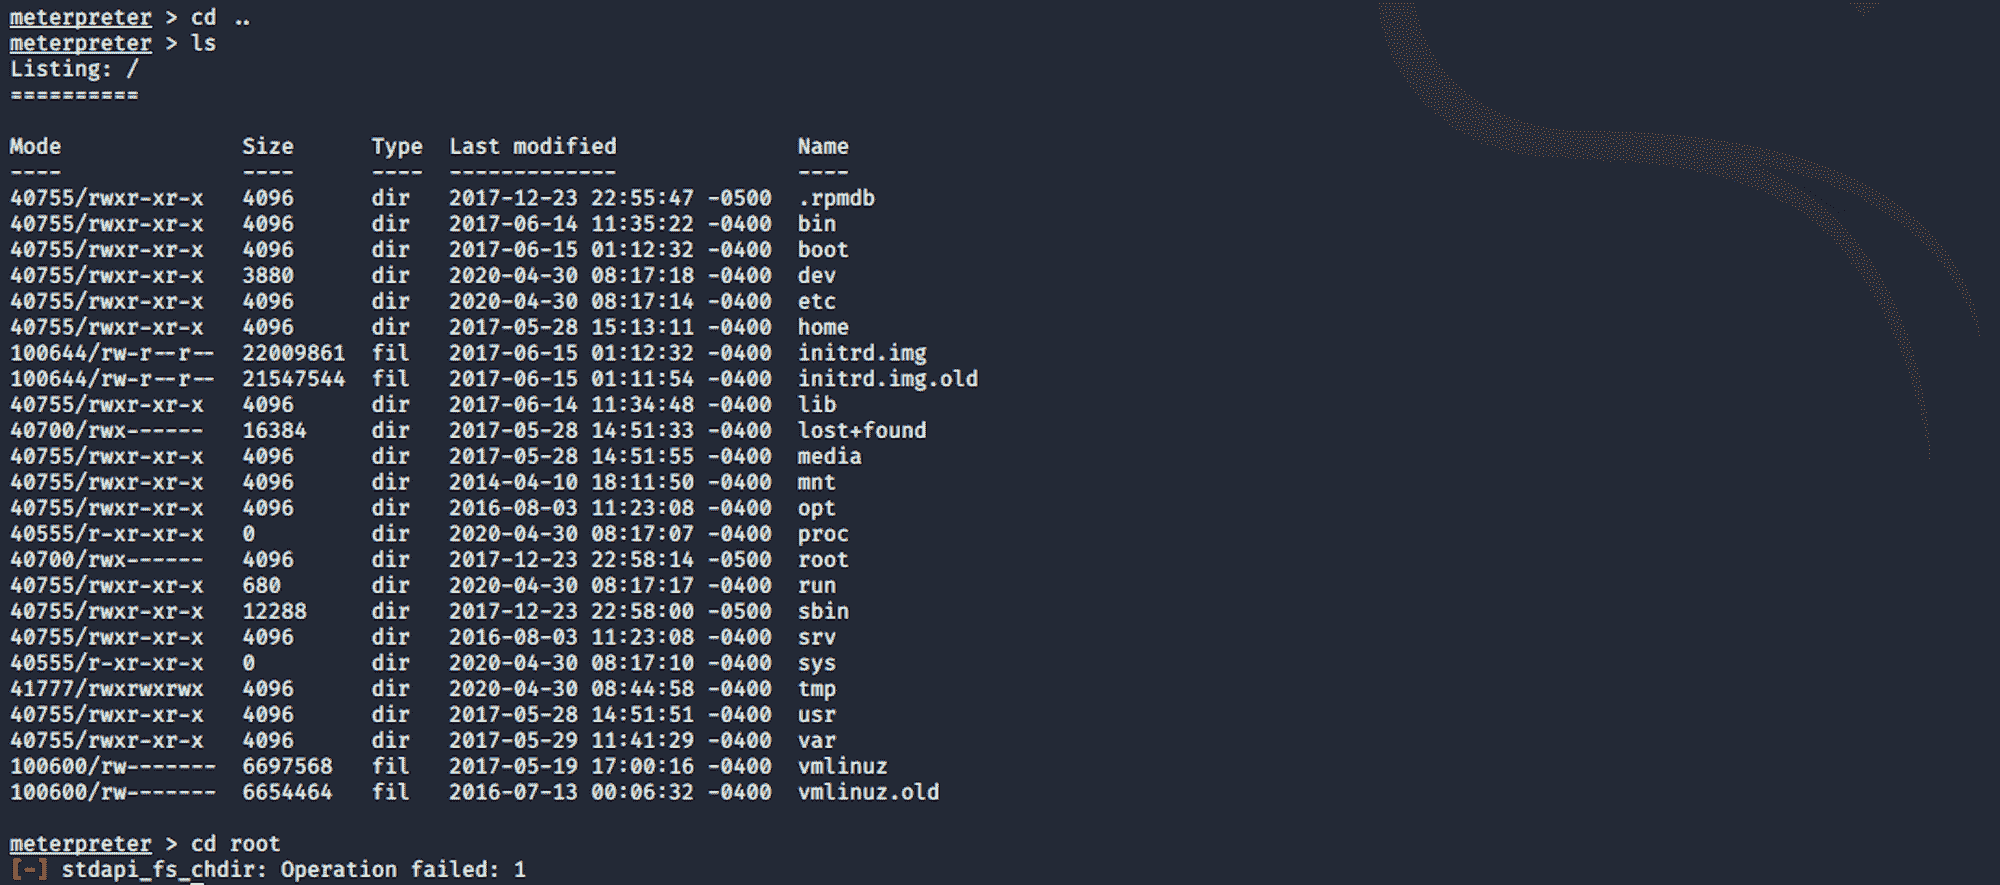 meterpreter > cd ..
meterpreter > ls
Listing: /
==========
Mode Size Type Last modified Name
---- ---- ---- ------------- ----
40755/rwxr-xr-x 4096 dir 2017-12-23 22:55:47 -0500 .rpmdb
40755/rwxr-xr-x 4096 dir 2017-06-14 11:35:22 -0400 bin
40755/rwxr-xr-x 4096 dir 2017-06-15 01:12:32 -0400 boot
40755/rwxr-xr-x 3880 dir 2020-04-30 08:17:18 -0400 dev
40755/rwxr-xr-x 4096 dir 2020-04-30 08:17:14 -0400 etc
40755/rwxr-xr-x 4096 dir 2017-05-28 15:13:11 -0400 home
100644/rw-r--r-- 22009861 fil 2017-06-15 01:12:32 -0400 initrd.img
100644/rw-r--r-- 21547544 fil 2017-06-15 01:11:54 -0400 initrd.img.old
40755/rwxr-xr-x 4096 dir 2017-06-14 11:34:48 -0400 lib
40700/rwx------ 16384 dir 2017-05-28 14:51:33 -0400 lost+found
40755/rwxr-xr-x 4096 dir 2017-05-28 14:51:55 -0400 media
40755/rwxr-xr-x 4096 dir 2014-04-10 18:11:50 -0400 mnt
40755/rwxr-xr-x 4096 dir 2016-08-03 11:23:08 -0400 opt
40555/r-xr-xr-x 0 dir 2020-04-30 08:17:07 -0400 proc
40700/rwx------ 4096 dir 2017-12-23 22:58:14 -0500 root
40755/rwxr-xr-x 680 dir 2020-04-30 08:17:17 -0400 run
40755/rwxr-xr-x 12288 dir 2017-12-23 22:58:00 -0500 sbin
40755/rwxr-xr-x 4096 dir 2016-08-03 11:23:08 -0400 srv
40555/r-xr-xr-x 0 dir 2020-04-30 08:17:10 -0400 sys
41777/rwxrwxrwx 4096 dir 2020-04-30 08:44:58 -0400 tmp
40755/rwxr-xr-x 4096 dir 2017-05-28 14:51:51 -0400 usr
40755/rwxr-xr-x 4096 dir 2017-05-29 11:41:29 -0400 var
100600/rw------- 6697568 fil 2017-05-19 17:00:16 -0400 vmlinuz
100600/rw------- 6654464 fil 2016-07-13 00:06:32 -0400 vmlinuz.old
meterpreter > cd root
[-] stdapi_fs_chdir: Operation failed: 1